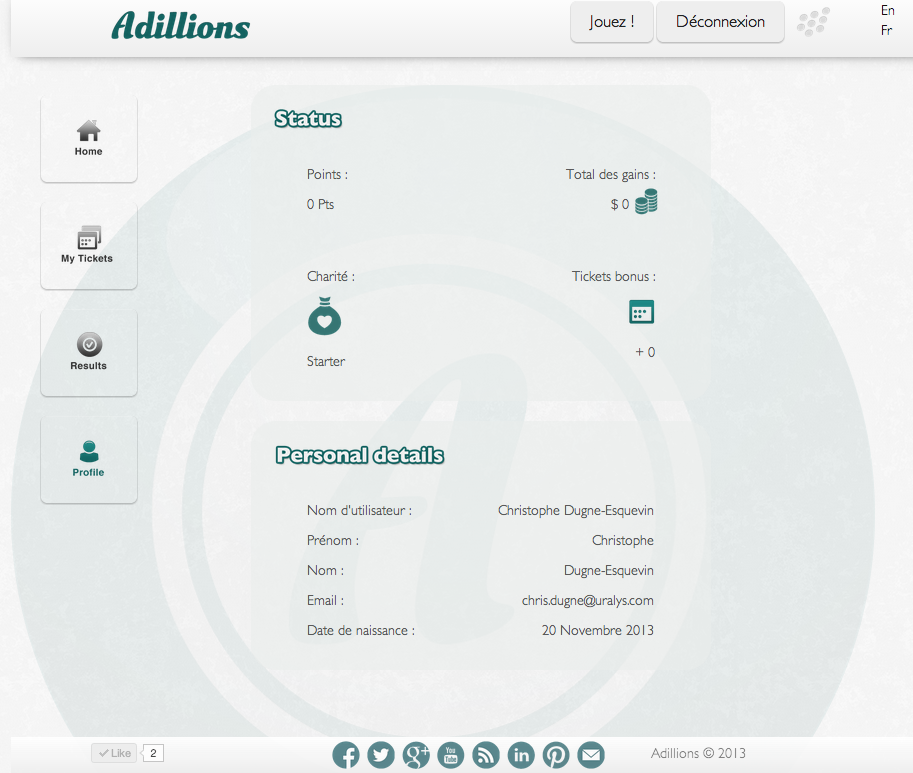 Adillions
Jouez !
Déconnexion
En
Fr
Home
My Tickets
Results
Profile
Status
Points :
Total des gains :
0 Pts
$ 0
Charité :
Tickets bonus :
Starter
+ 0
Personal details
Nom d'utilisateur :
Christophe Dugne-Esquevin
Prénom :
Christophe
Nom :
Dugne-Esquevin
Email :
chris.dugne@uralys.com
Date de naissance :
20 Novembre 2013
Like
2
You
Tube
Adillions © 2013